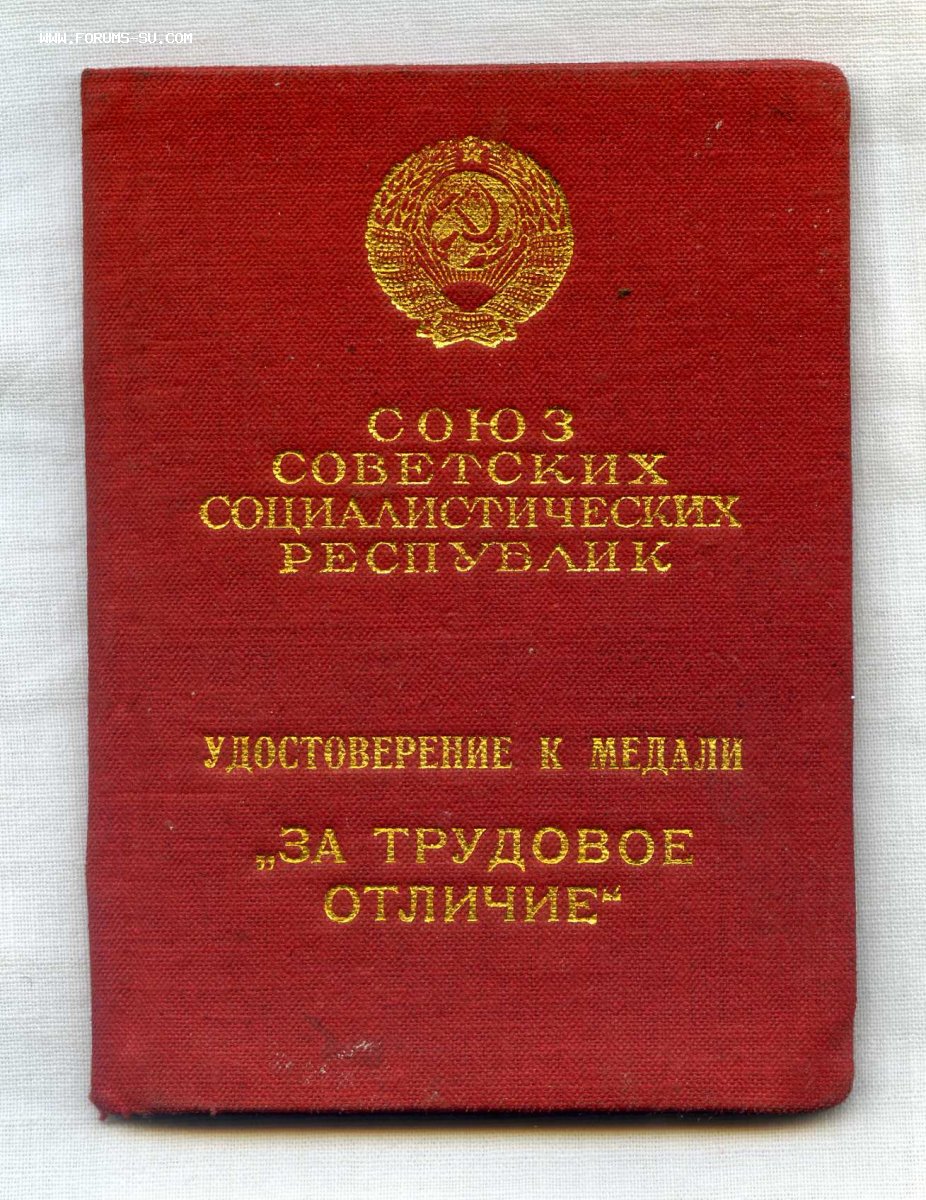 WWW.FORUMS-SU.COM
СОЮЗ
СОВЕТСКИХ
СОЦИАЛИСТИЧЕСКИХ
РЕСПУБЛИК
УДОСТОВЕРЕНИЕ К МЕДАЛИ
„ЗА ТРУДОВОЕ
ОТЛИЧИЕ“